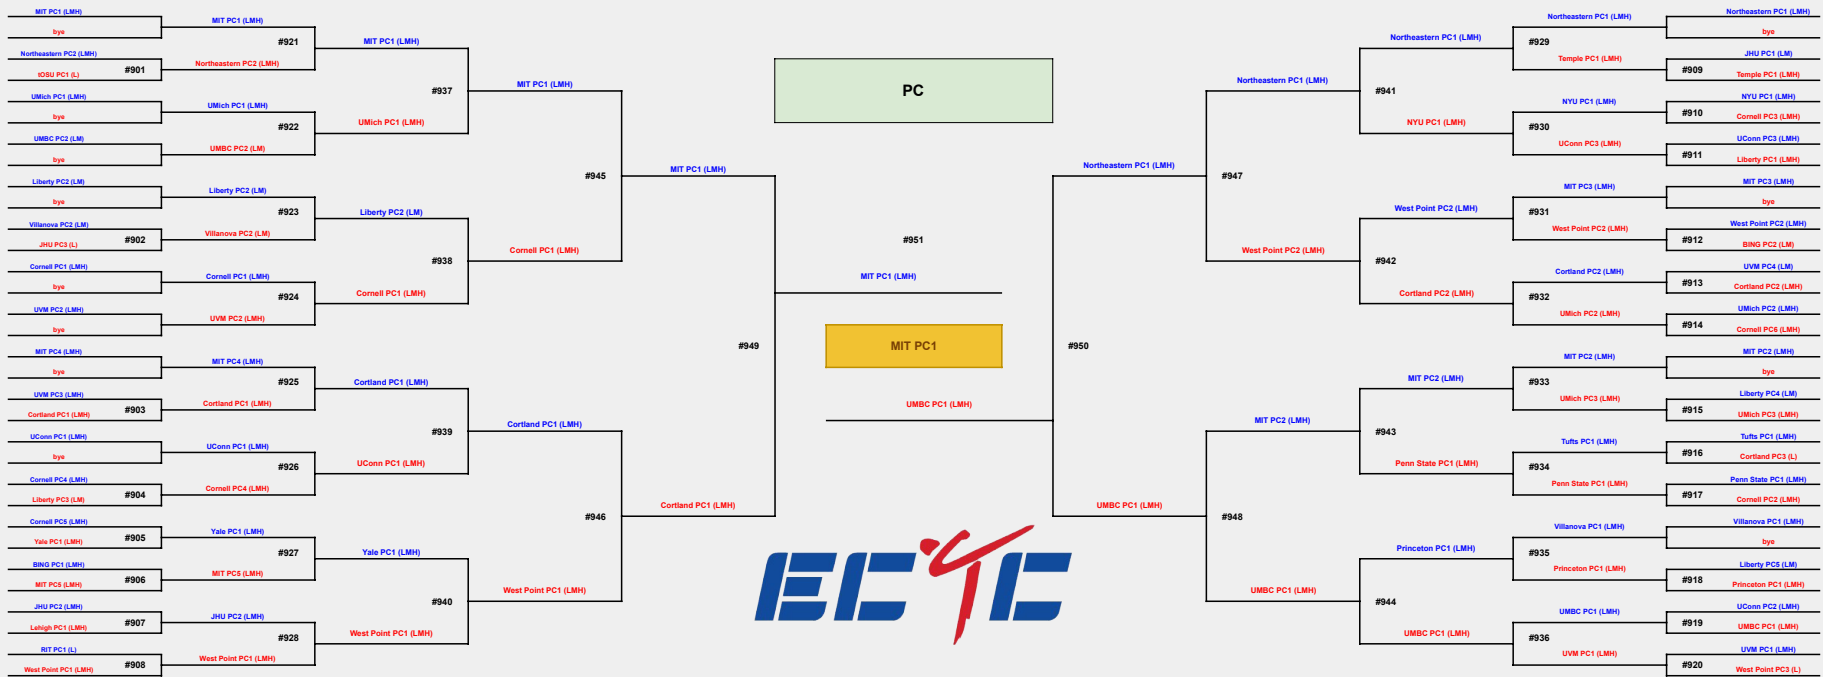 MIT PC1 (LMH)
bye
Northeastern PC2 (LMH)
tOSU PC1 (L)
UMich PC1 (LMH)
bye
UMBC PC2 (LM)
bye
Liberty PC2 (LM)
bye
Villanova PC2 (LM)
JHU PC3 (L)
Cornell PC1 (LMH)
bye
UVM PC2 (LMH)
bye
MIT PC4 (LMH)
bye
UVM PC3 (LMH)
Cortland PC1 (LMH)
UConn PC1 (LMH)
bye
Cornell PC4 (LMH)
Liberty PC3 (LM)
Cornell PC5 (LMH)
Yale PC1 (LMH)
BING PC1 (LMH)
MIT PC5 (LMH)
JHU PC2 (LMH)
Lehigh PC1 (LMH)
RIT PC1 (L)
West Point PC1 (LMH)
#901
#902
#903
#904
#905
#906
#907
#908
MIT PC1 (LMH)
Northeastern PC2 (LMH)
UMich PC1 (LMH)
UMBC PC2 (LM)
Liberty PC2 (LM)
Villanova PC2 (LM)
Cornell PC1 (LMH)
UVM PC2 (LMH)
MIT PC4 (LMH)
Cortland PC1 (LMH)
UConn PC1 (LMH)
Cornell PC4 (LMH)
Yale PC1 (LMH)
MIT PC5 (LMH)
JHU PC2 (LMH)
West Point PC1 (LMH)
#921
#922
#923
#924
#925
#926
#927
#928
MIT PC1 (LMH)
UMich PC1 (LMH)
Liberty PC2 (LM)
Cornell PC1 (LMH)
Cortland PC1 (LMH)
UConn PC1 (LMH)
Yale PC1 (LMH)
West Point PC1 (LMH)
#937
#938
#939
#940
MIT PC1 (LMH)
Cornell PC1 (LMH)
Cortland PC1 (LMH)
West Point PC1 (LMH)
#945
#946
MIT PC1 (LMH)
Cortland PC1 (LMH)
#949
PC
#951
MIT PC1 (LMH)
MIT PC1
UMBC PC1 (LMH)
ECTC
#950
Northeastern PC1 (LMH)
UMBC PC1 (LMH)
#947
#948
Northeastern PC1 (LMH)
West Point PC2 (LMH)
MIT PC2 (LMH)
UMBC PC1 (LMH)
#941
#942
#943
#944
Northeastern PC1 (LMH)
NYU PC1 (LMH)
West Point PC2 (LMH)
Cortland PC2 (LMH)
MIT PC2 (LMH)
Penn State PC1 (LMH)
Princeton PC1 (LMH)
UMBC PC1 (LMH)
#929
#930
#931
#932
#933
#934
#935
#936
Northeastern PC1 (LMH)
Temple PC1 (LMH)
NYU PC1 (LMH)
UConn PC3 (LMH)
MIT PC3 (LMH)
West Point PC2 (LMH)
Cortland PC2 (LMH)
UMich PC2 (LMH)
MIT PC2 (LMH)
UMich PC3 (LMH)
Tufts PC1 (LMH)
Penn State PC1 (LMH)
Villanova PC1 (LMH)
Princeton PC1 (LMH)
UMBC PC1 (LMH)
UVM PC1 (LMH)
#909
#910
#911
#912
#913
#914
#915
#916
#917
#918
#919
#920
Northeastern PC1 (LMH)
bye
JHU PC1 (LM)
Temple PC1 (LMH)
NYU PC1 (LMH)
Cornell PC3 (LMH)
UConn PC3 (LMH)
Liberty PC1 (LMH)
MIT PC3 (LMH)
bye
West Point PC2 (LMH)
BING PC2 (LM)
UVM PC4 (LM)
Cortland PC2 (LMH)
UMich PC2 (LMH)
Cornell PC6 (LMH)
MIT PC2 (LMH)
bye
Liberty PC4 (LM)
UMich PC3 (LMH)
Tufts PC1 (LMH)
Cortland PC3 (L)
Penn State PC1 (LMH)
Cornell PC2 (LMH)
Villanova PC1 (LMH)
bye
Liberty PC5 (LM)
Princeton PC1 (LMH)
UConn PC2 (LMH)
UMBC PC1 (LMH)
UVM PC1 (LMH)
West Point PC3 (L)